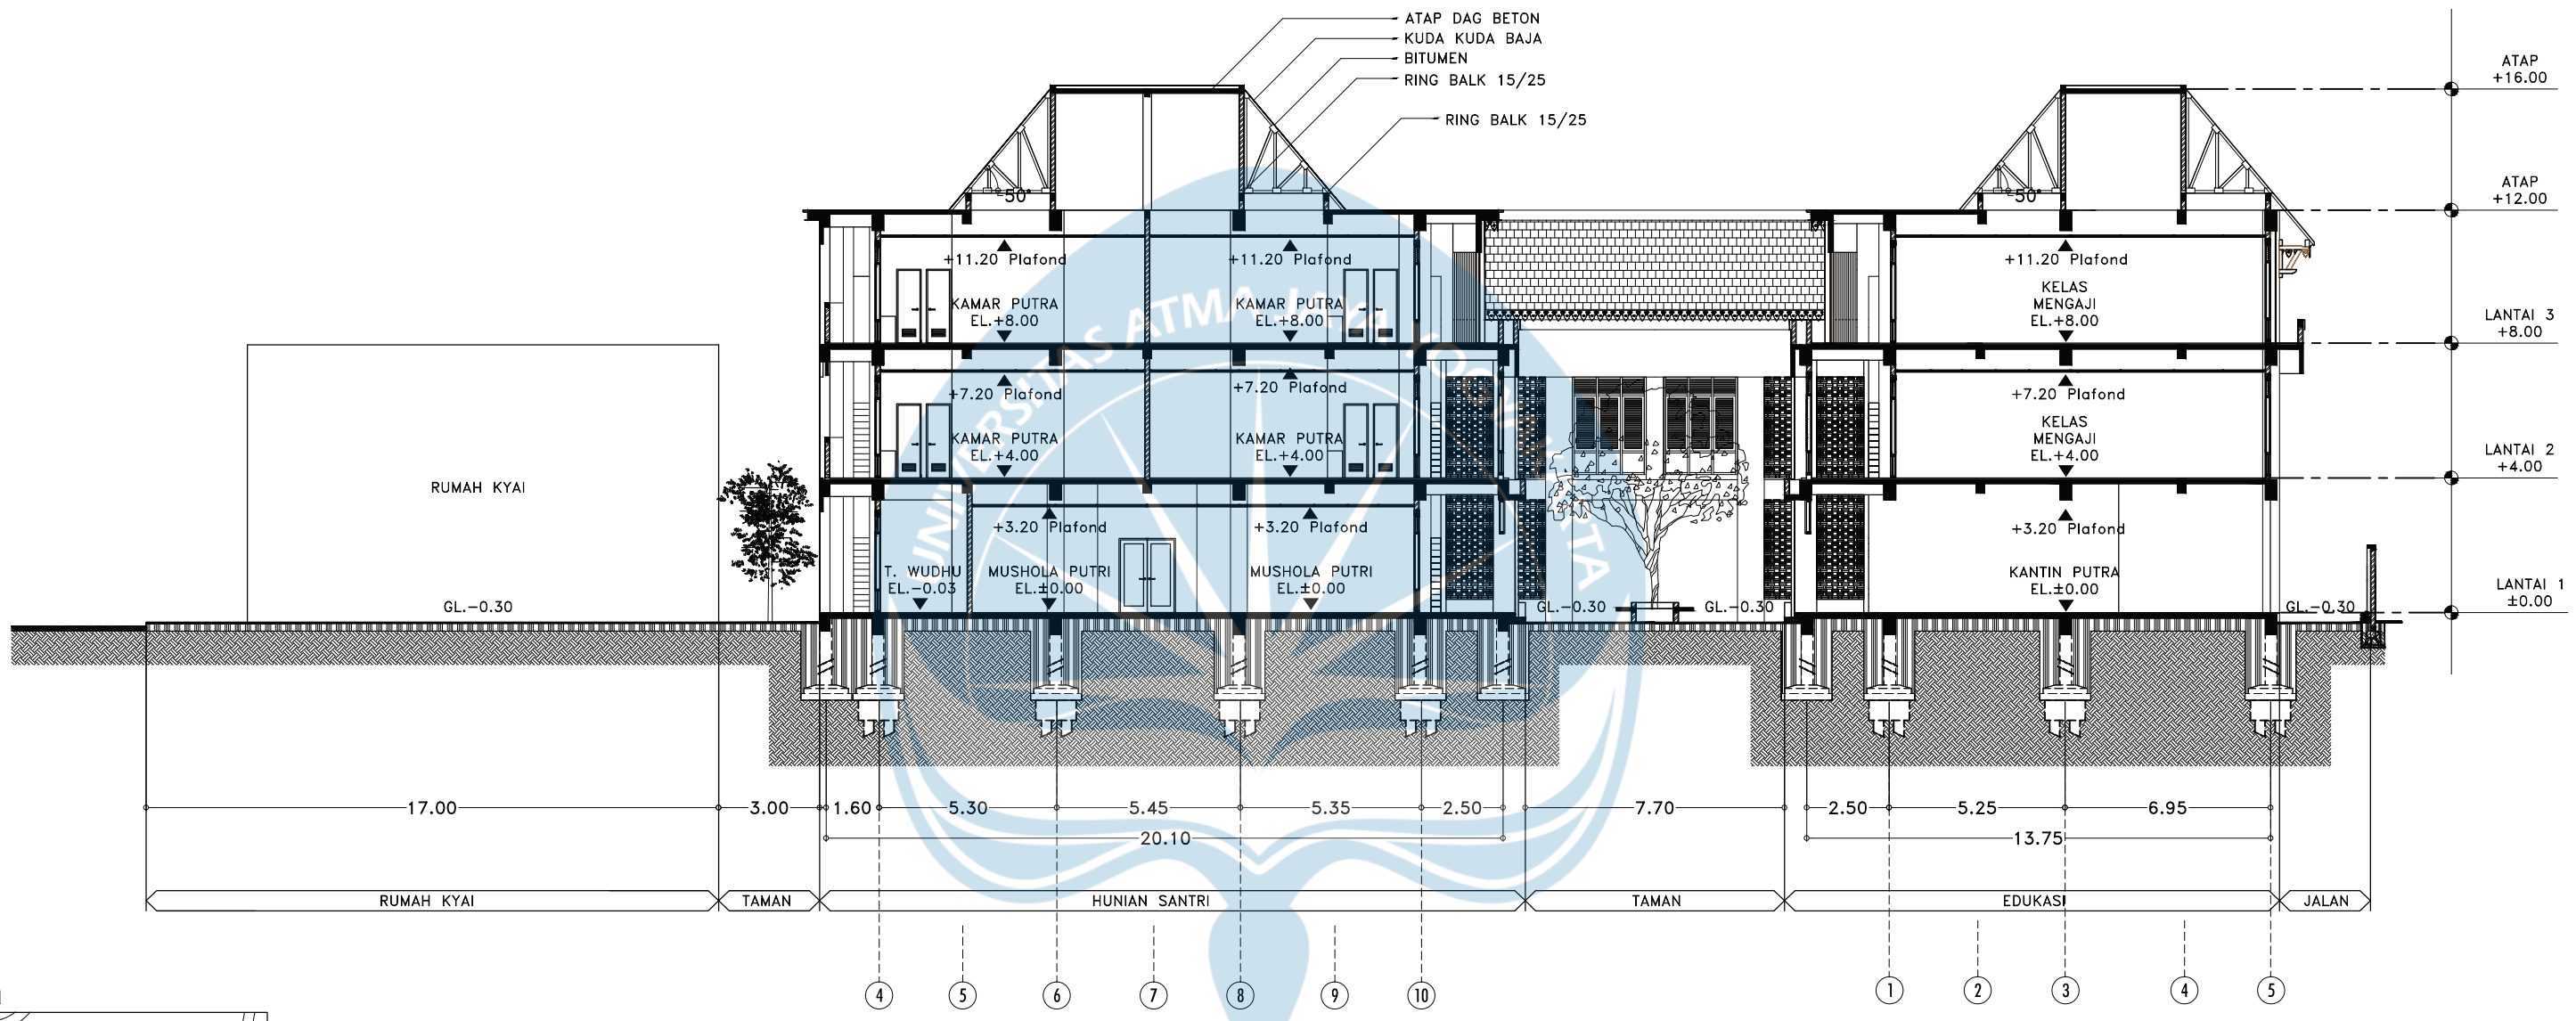 ATAP DAG BETON
KUDA KUDA BAJA
BITUMEN
RING BALK 15/25
RING BALK 15/25
ATAP
+16.00
ATAP
+12.00
LANTAI 3
+8.00
LANTAI 2
+4.00
LANTAI 1
±0.00
50°
50°
+11.20 Plafond
+11.20 Plafond
+11.20 Plafond
KAMAR PUTRA
EL.+8.00
KAMAR PUTRA
EL.+8.00
KELAS
MENGAJI
EL.+8.00
+7.20 Plafond
+7.20 Plafond
+7.20 Plafond
KAMAR PUTRA
EL.+4.00
KAMAR PUTRA
EL.+4.00
KELAS
MENGAJI
EL.+4.00
RUMAH KYAI
+3.20 Plafond
+3.20 Plafond
+3.20 Plafond
T. WUDHU
EL.-0.03
MUSHOLA PUTRI
EL.±0.00
MUSHOLA PUTRI
EL.±0.00
KANTIN PUTRA
EL.±0.00
GL.-0.30
GL.-0.30
GL.-0.30
GL.-0.30
UNIVERSITAS ATMA JAYA YOGYAKARTA
17.00 3.00 1.60 5.30 5.45 5.35 2.50 7.70 2.50 5.25 6.95
20.10 13.75
RUMAH KYAI TAMAN HUNIAN SANTRI TAMAN EDUKASI JALAN
4 5 6 7 8 9 10 1 2 3 4 5